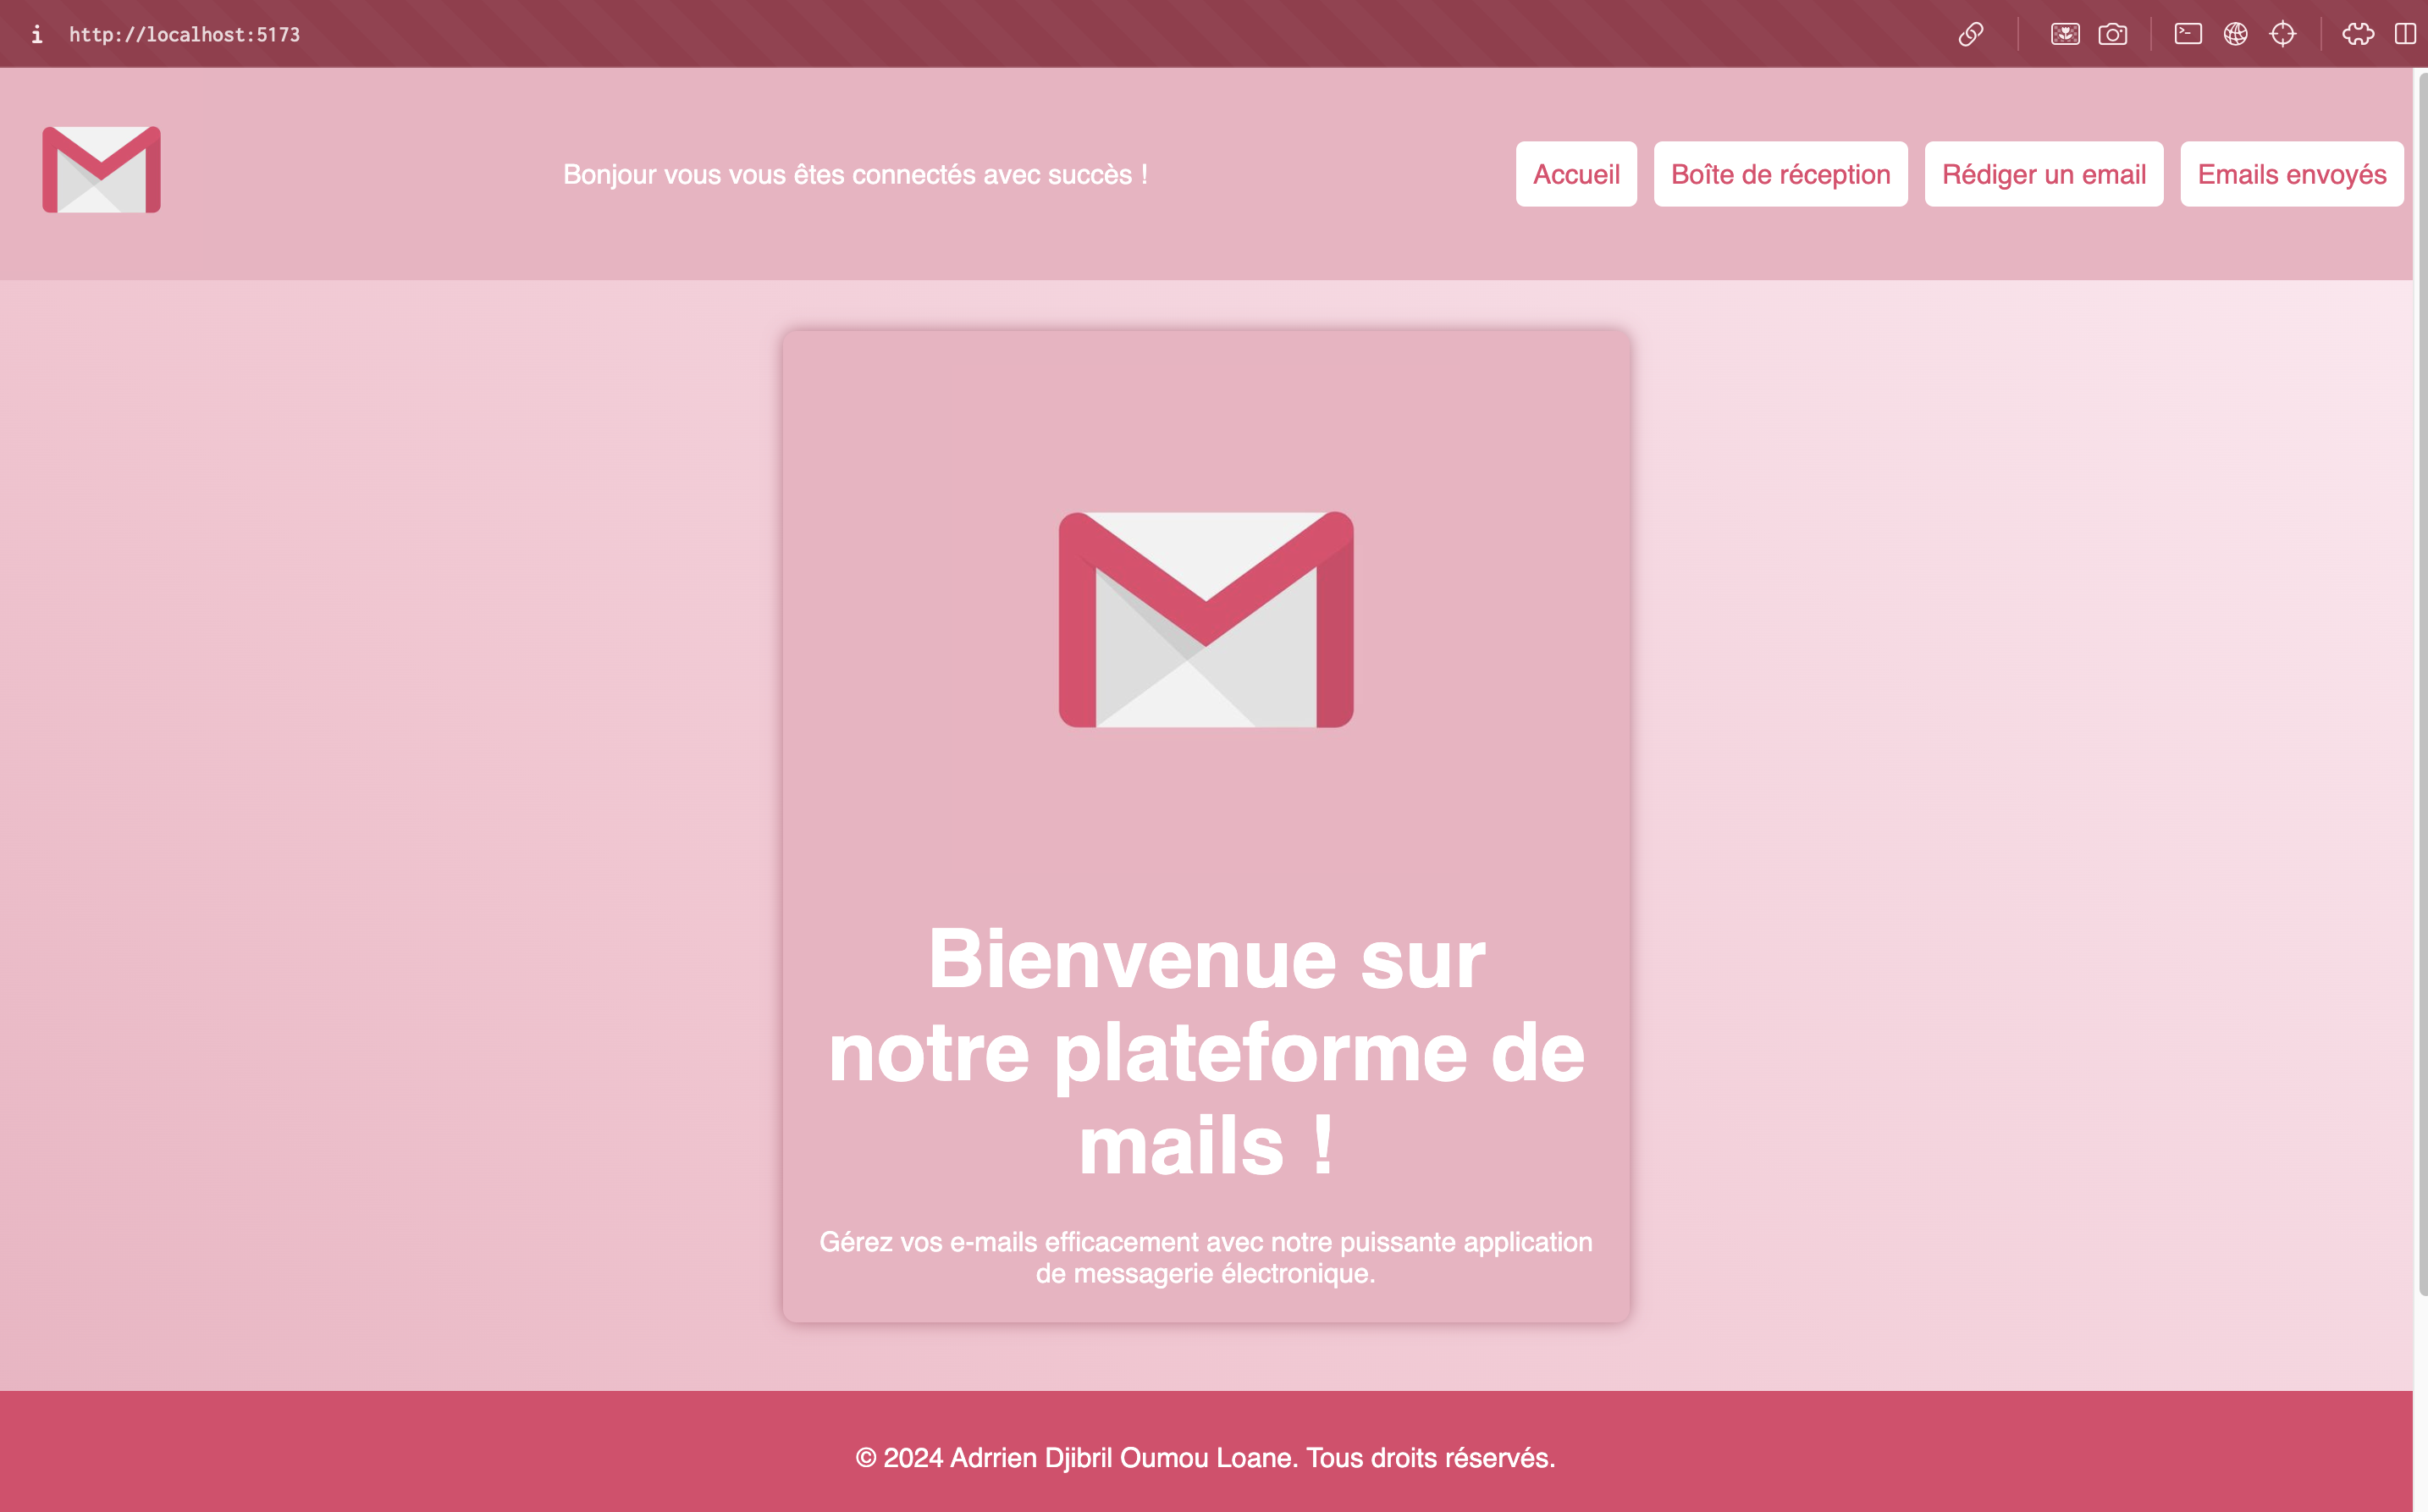 i http://localhost:5173
Bonjour vous vous êtes connectés avec succès !
Accueil
Boîte de réception
Rédiger un email
Emails envoyés
Bienvenue sur
notre plateforme de
mails !
Gérez vos e-mails efficacement avec notre puissante application
de messagerie électronique.
© 2024 Adrrien Djibril Oumou Loane. Tous droits réservés.